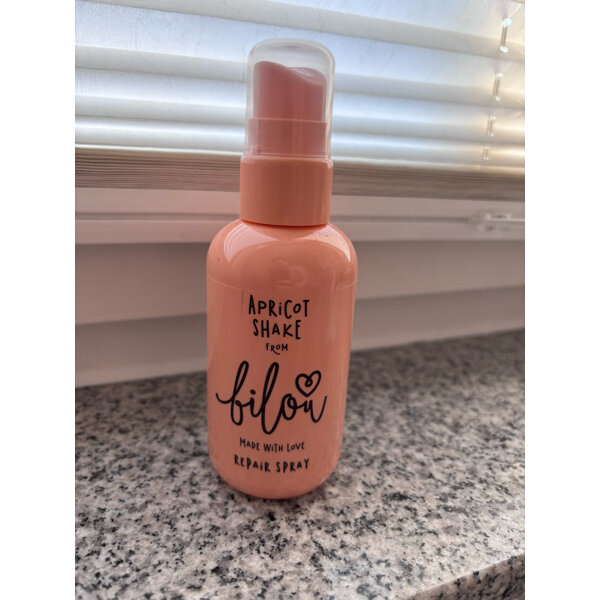 APRiCOT
SHAKE
FROM
bilou
MADE WiTH LOVE
REPAiR SPRAY